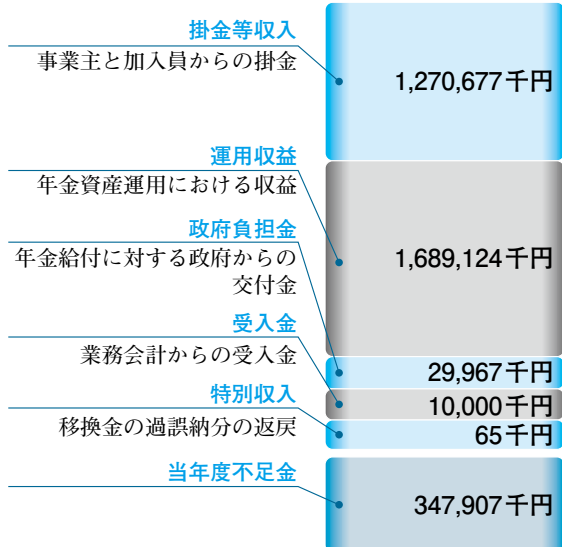 掛金等収入
事業主と加入員からの掛金
1,270,677千円
運用収益
年金資産運用における収益
1,689,124千円
政府負担金
年金給付に対する政府からの
交付金
29,967千円
受入金
業務会計からの受入金
10,000千円
特別収入
移換金の過誤納分の返戻
65千円
当年度不足金
347,907千円